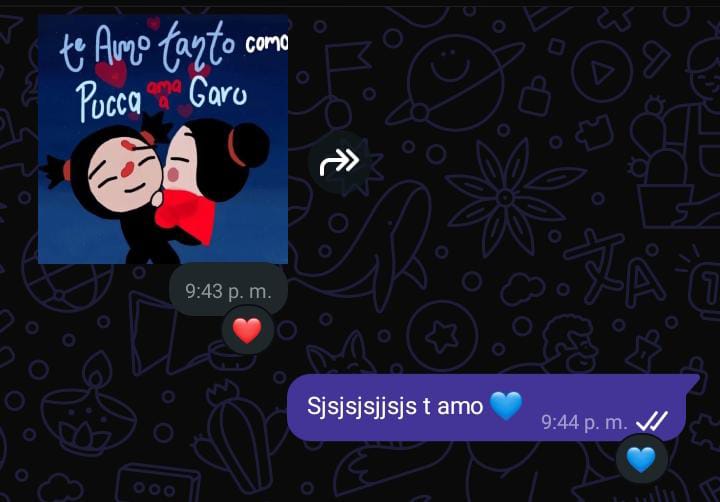 te Amo tanto como
Pucca ama a Garu
9:43 p. m.
Sjsjsjsjjsjs t amo 💙
9:44 p. m.